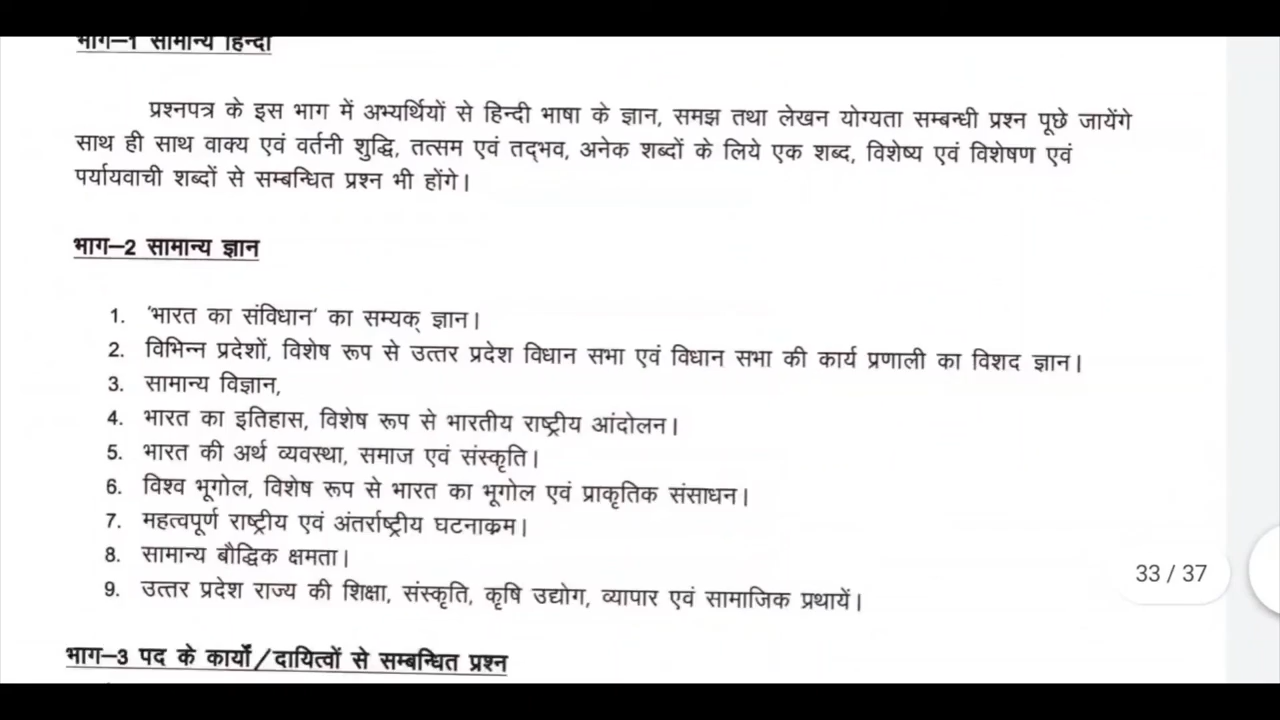 भाग–1 सामान्य हिन्दी
प्रश्नपत्र के इस भाग में अभ्यर्थियों से हिन्दी भाषा के ज्ञान, समझ तथा लेखन योग्यता सम्बन्धी प्रश्न पूछे जायेंगे
साथ ही साथ वाक्य एवं वर्तनी शुद्धि, तत्सम एवं तद्भव, अनेक शब्दों के लिये एक शब्द, विशेष्य एवं विशेषण एवं
पर्यायवाची शब्दों से सम्बन्धित प्रश्न भी होंगे।
भाग–2 सामान्य ज्ञान
1. 'भारत का संविधान' का सम्यक् ज्ञान।
2. विभिन्न प्रदेशों, विशेष रूप से उत्तर प्रदेश विधान सभा एवं विधान सभा की कार्य प्रणाली का विशद ज्ञान।
3. सामान्य विज्ञान,
4. भारत का इतिहास, विशेष रूप से भारतीय राष्ट्रीय आंदोलन।
5. भारत की अर्थ व्यवस्था, समाज एवं संस्कृति।
6. विश्व भूगोल, विशेष रूप से भारत का भूगोल एवं प्राकृतिक संसाधन।
7. महत्वपूर्ण राष्ट्रीय एवं अंतर्राष्ट्रीय घटनाक्रम।
8. सामान्य बौद्धिक क्षमता।
9. उत्तर प्रदेश राज्य की शिक्षा, संस्कृति, कृषि उद्योग, व्यापार एवं सामाजिक प्रथायें।
33 / 37
भाग–3 पद के कार्यों/दायित्वों से सम्बन्धित प्रश्न